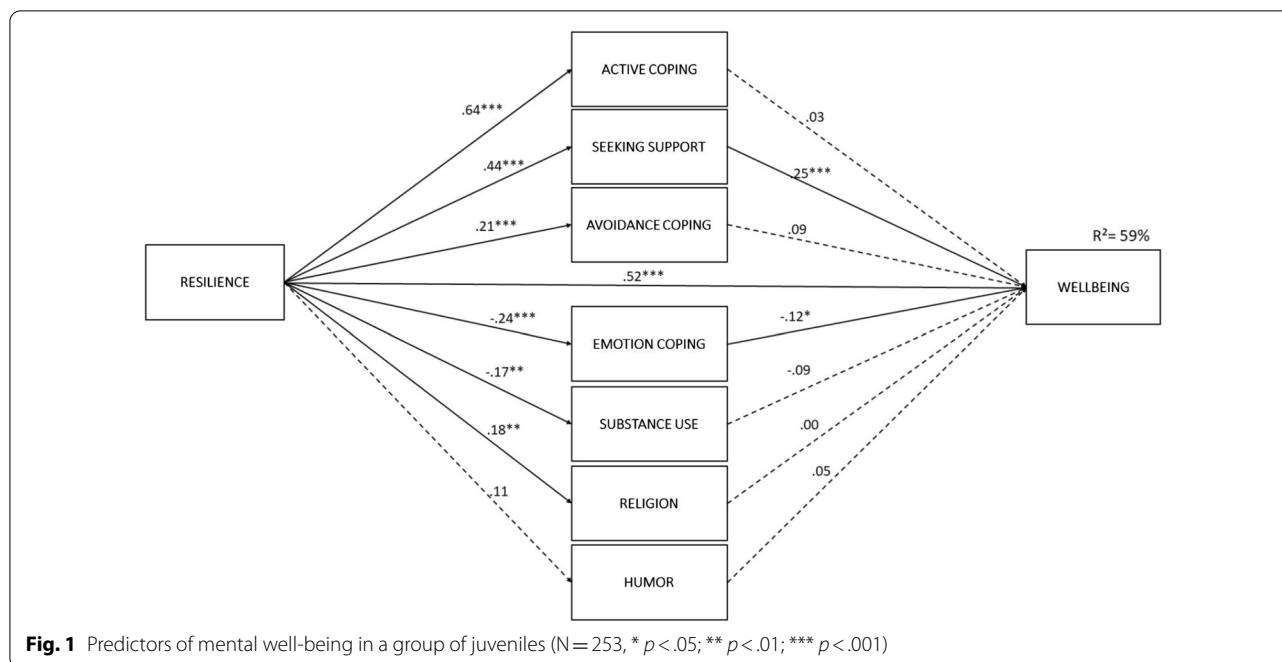 ACTIVE COPING
.64***
.03
SEEKING SUPPORT
.44***
.25***
AVOIDANCE COPING
.21***
.09
R²= 59%
RESILIENCE
.52***
WELLBEING
-.24***
EMOTION COPING
-.12*
-.17**
SUBSTANCE USE
-.09
.18**
.00
RELIGION
.11
.05
HUMOR
Fig. 1 Predictors of mental well-being in a group of juveniles (N=253, * p<.05; ** p<.01; *** p<.001)